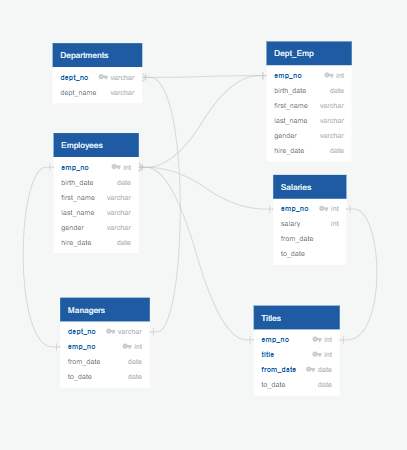 Departments
dept_no varchar
dept_name varchar
Dept_Emp
emp_no int
birth_date date
first_name varchar
last_name varchar
gender varchar
hire_date date
Employees
emp_no int
birth_date date
first_name varchar
last_name varchar
gender varchar
hire_date date
Salaries
emp_no int
salary int
from_date
to_date
Managers
dept_no varchar
emp_no int
from_date date
to_date date
Titles
emp_no int
title int
from_date date
to_date date